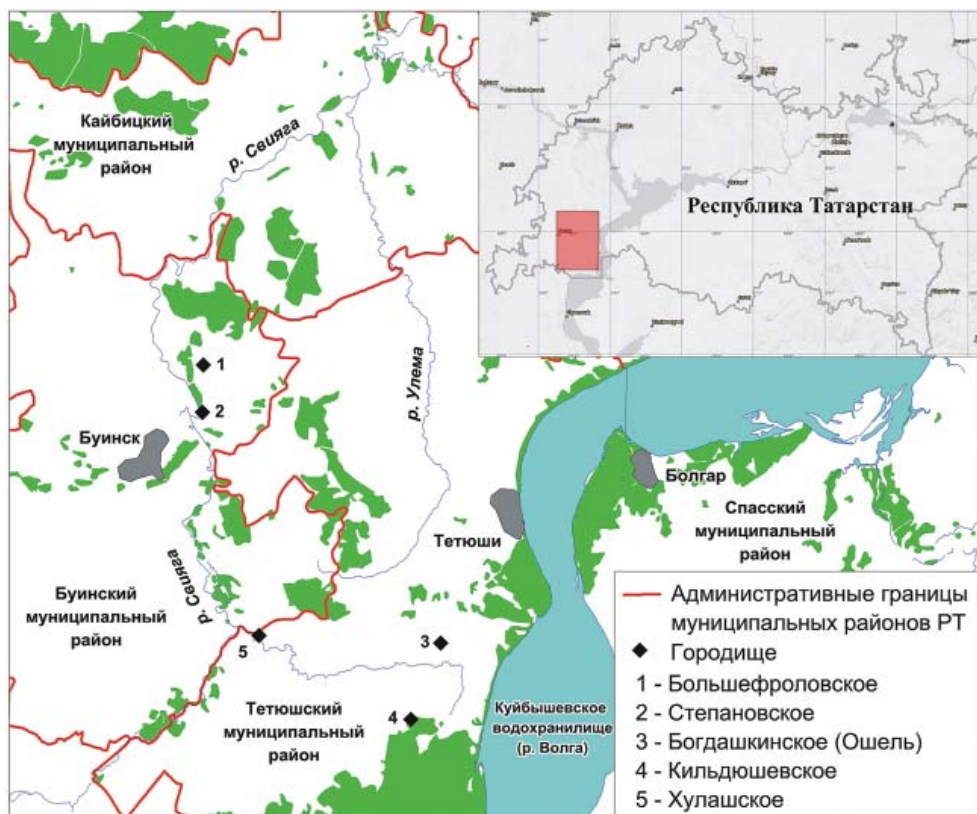 Кайбицкий
муниципальный
район
р. Свияга
Республика Татарстан
р. Улема
1
2
Буинск
Болгар
Тетюши
Спасский
муниципальный
район
р. Свияга
Буинский
муниципальный
район
5
3
Тетюшский
муниципальный
район
4
Куйбышевское
водохранилище
(р. Волга)
Административные границы
муниципальных районов РТ
Городище
1 - Большефроловское
2 - Степановское
3 - Богдашкинское (Ошель)
4 - Кильдюшевское
5 - Хулашское